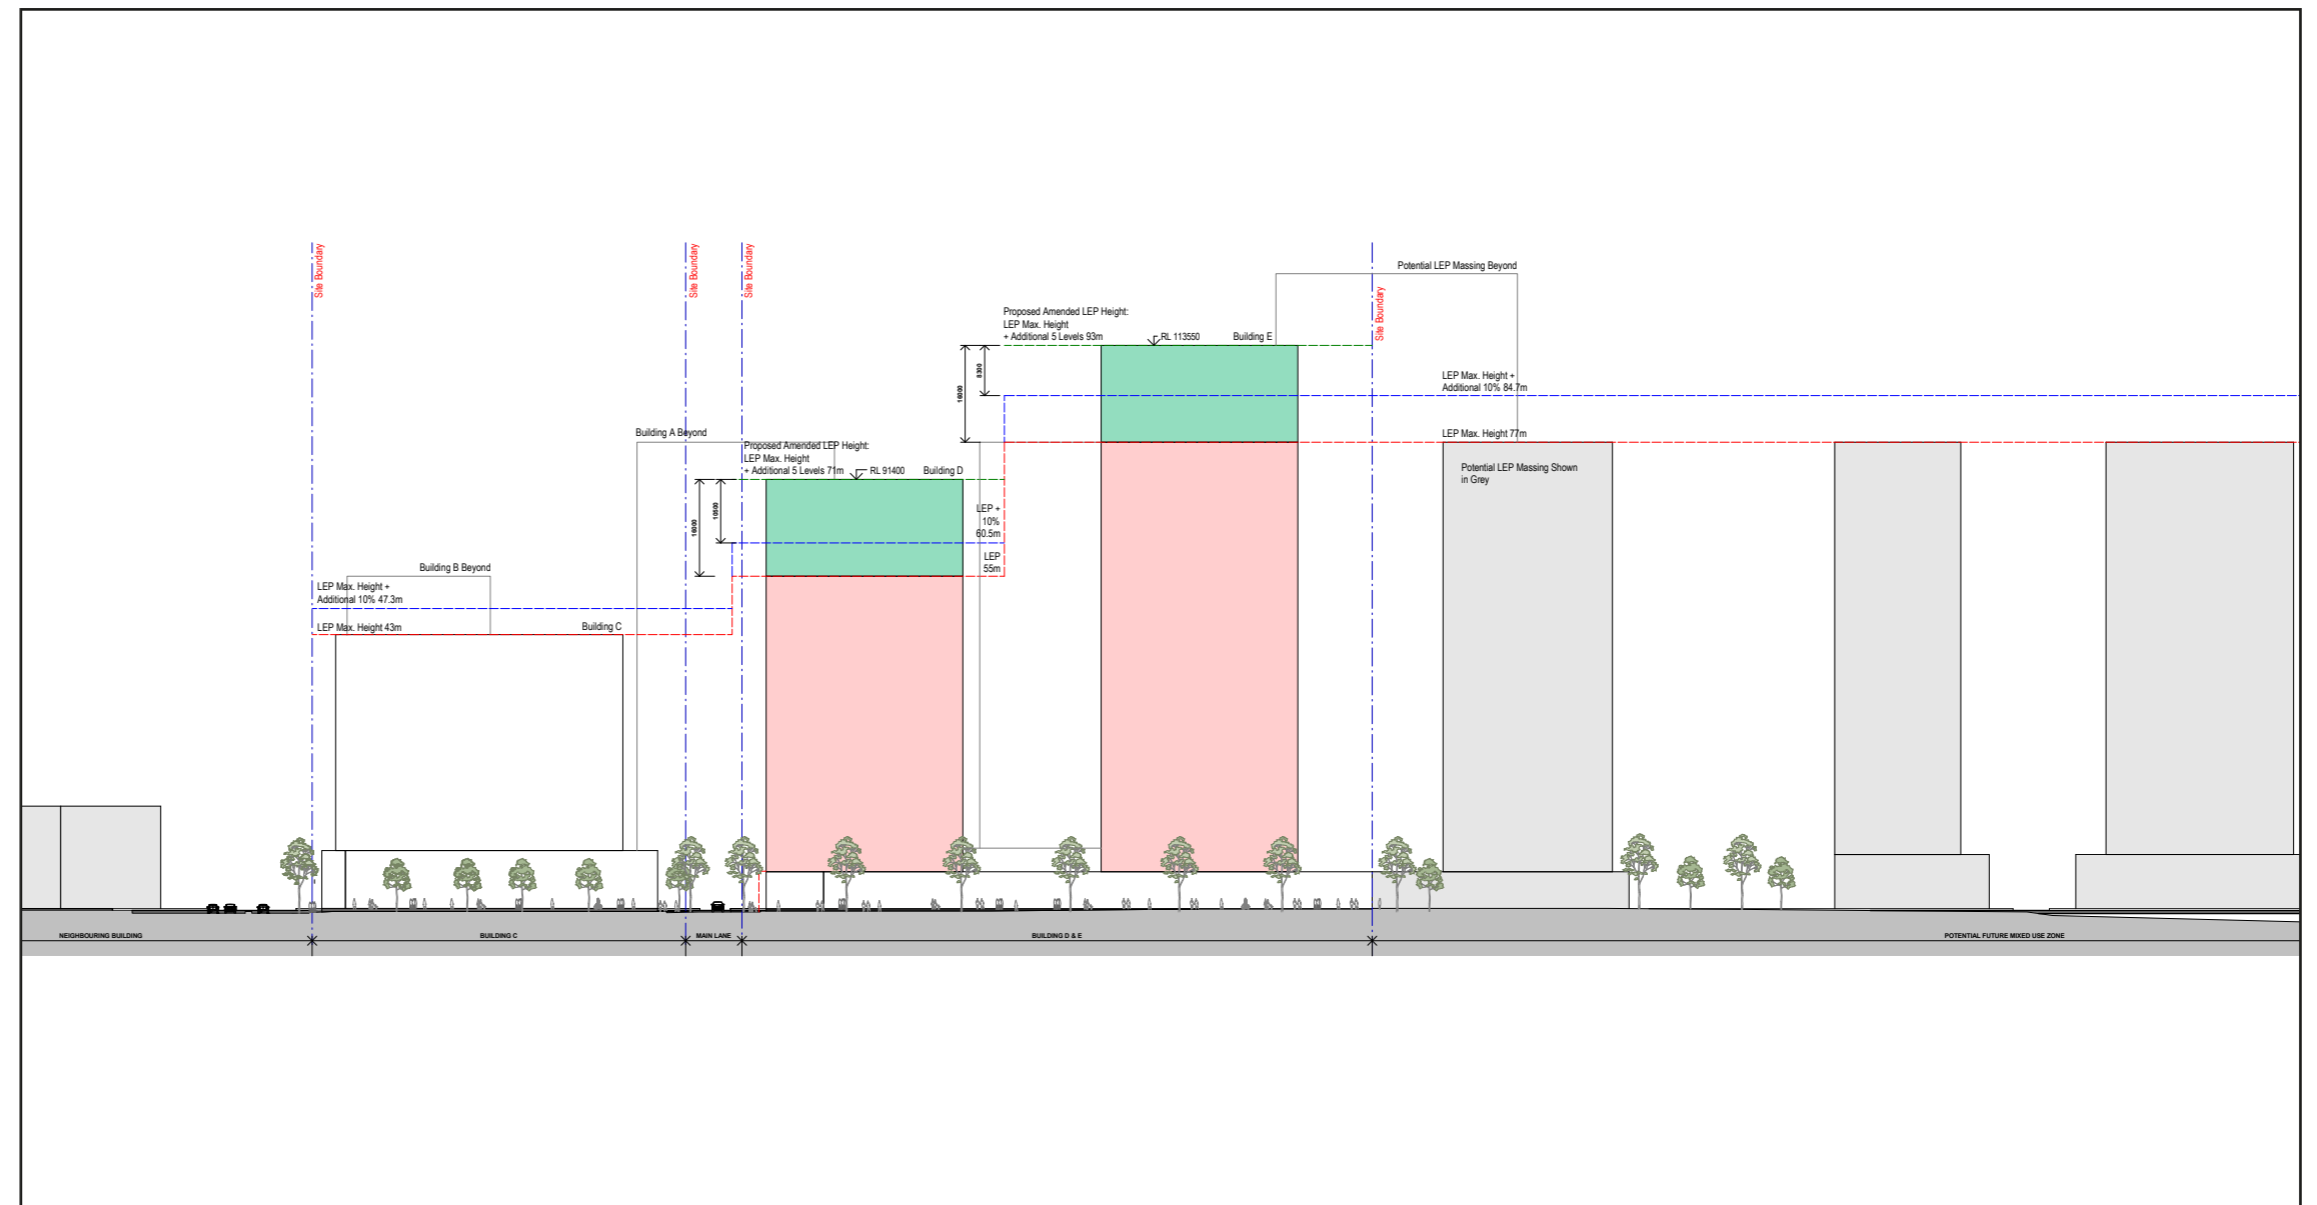 Site Boundary
Site Boundary
Site Boundary
Site Boundary
Potential LEP Massing Beyond
Proposed Amended LEP Height:
LEP Max. Height
+ Additional 5 Levels 93m
RL 113550
Building E
16000
8300
LEP Max. Height +
Additional 10% 84.7m
LEP Max. Height 77m
Potential LEP Massing Shown
in Grey
Building A Beyond
Proposed Amended LEP Height:
LEP Max. Height
+ Additional 5 Levels 71m
RL 91400
Building D
16000
10500
LEP +
10%
60.5m
LEP
55m
Building B Beyond
LEP Max. Height +
Additional 10% 47.3m
LEP Max. Height 43m
Building C
NEIGHBOURING BUILDING
BUILDING C
MAIN LANE
BUILDING D & E
POTENTIAL FUTURE MIXED USE ZONE